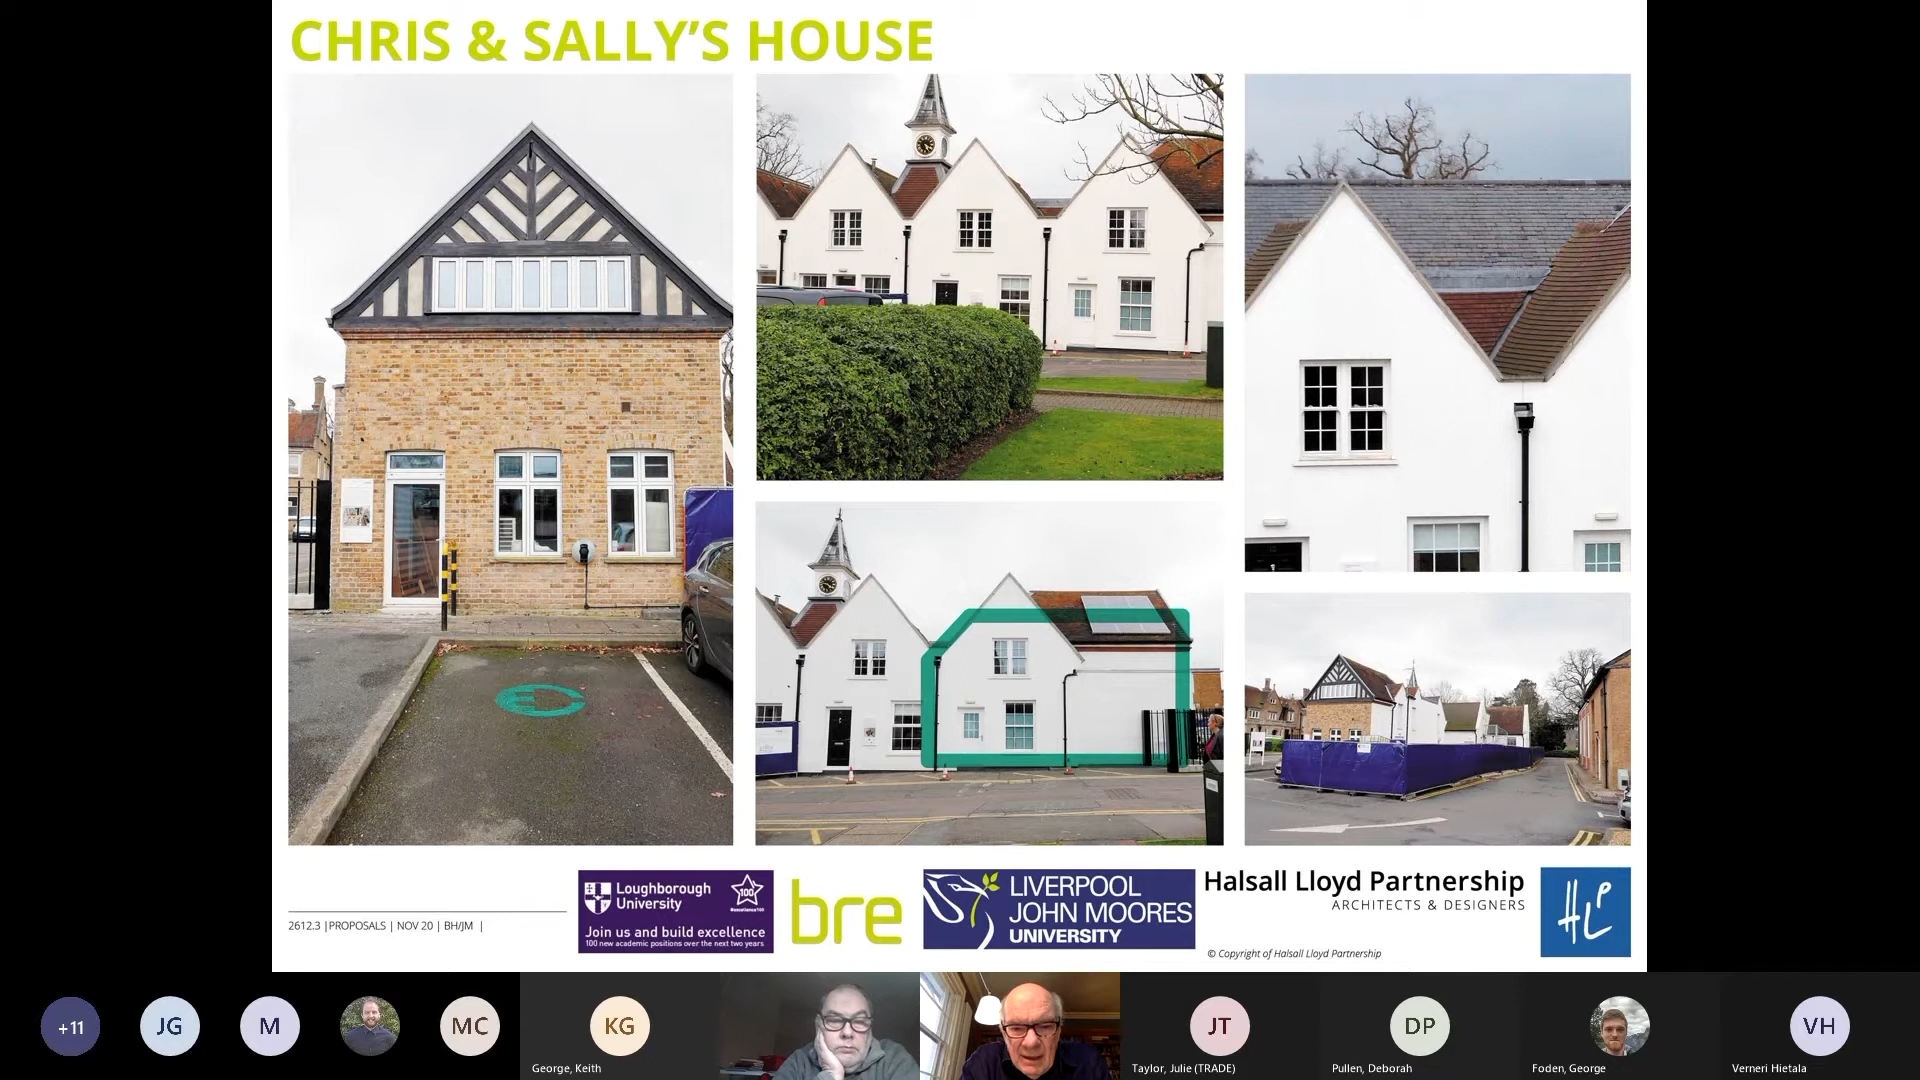 CHRIS & SALLY'S HOUSE
2612.3 |PROPOSALS | NOV 20 | BH/JM |
Loughborough
University
100
#excellence100
Join us and build excellence
100 new academic positions over the next two years
bre
LIVERPOOL
JOHN MOORES
UNIVERSITY
Halsall Lloyd Partnership
ARCHITECTS & DESIGNERS
© Copyright of Halsall Lloyd Partnership
HLP
+11
JG
M
MC
KG
George, Keith
JT
Taylor, Julie (TRADE)
DP
Pullen, Deborah
Foden, George
VH
Verneri Hietala